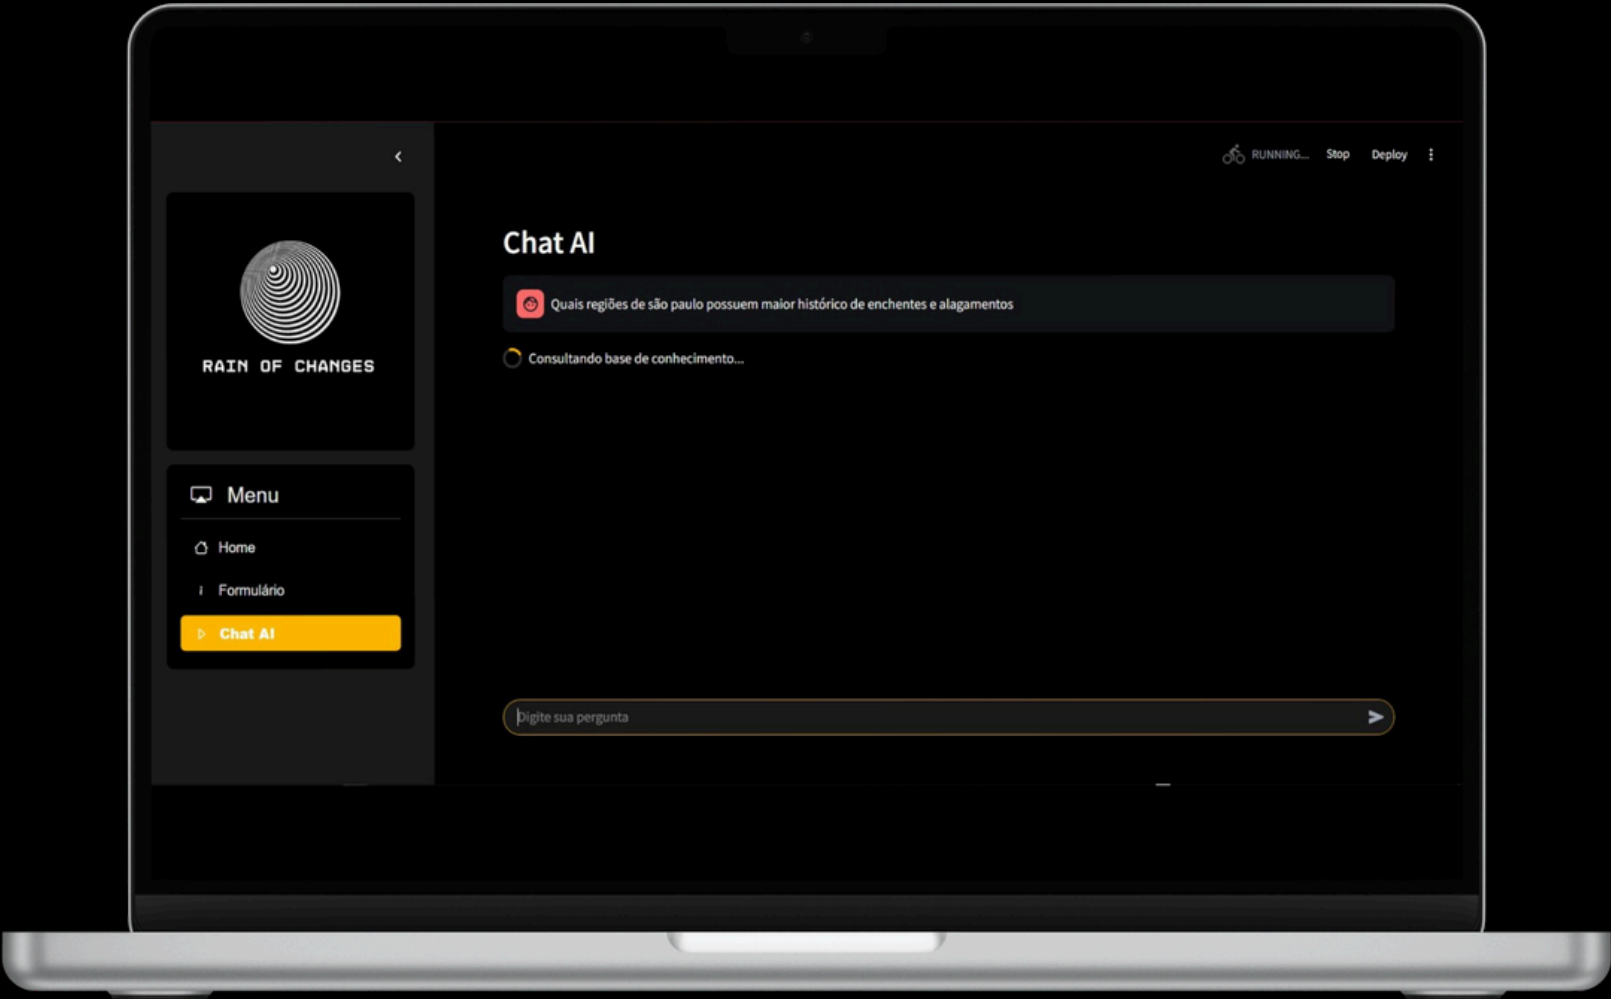 RUNNING...
Stop
Deploy
RAIN OF CHANGES
Menu
Home
Formulário
Chat AI
Chat AI
Quais regiões de são paulo possuem maior histórico de enchentes e alagamentos
Consultando base de conhecimento...
Digite sua pergunta